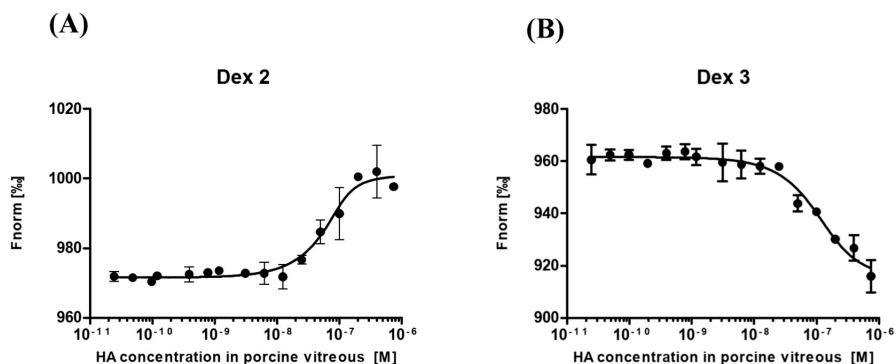 (A)
Dex 2
Fnorm [‰]
1020
1000
970
960
10-11 10-10 10-9 10-8 10-7 10-6
HA concentration in porcine vitreous [M]
(B)
Dex 3
Fnorm [‰]
980
960
940
920
900
10-11 10-10 10-9 10-8 10-7 10-6
HA concentration in porcine vitreous [M]